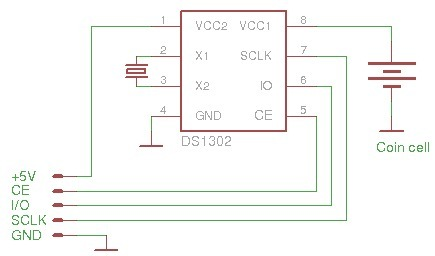 1 VCC2 VCC1 8
2 X1 SCLK 7
3 X2 IO 6
4 GND CE 5
DS1302
Coin cell
+5V
CE
I/O
SCLK
GND